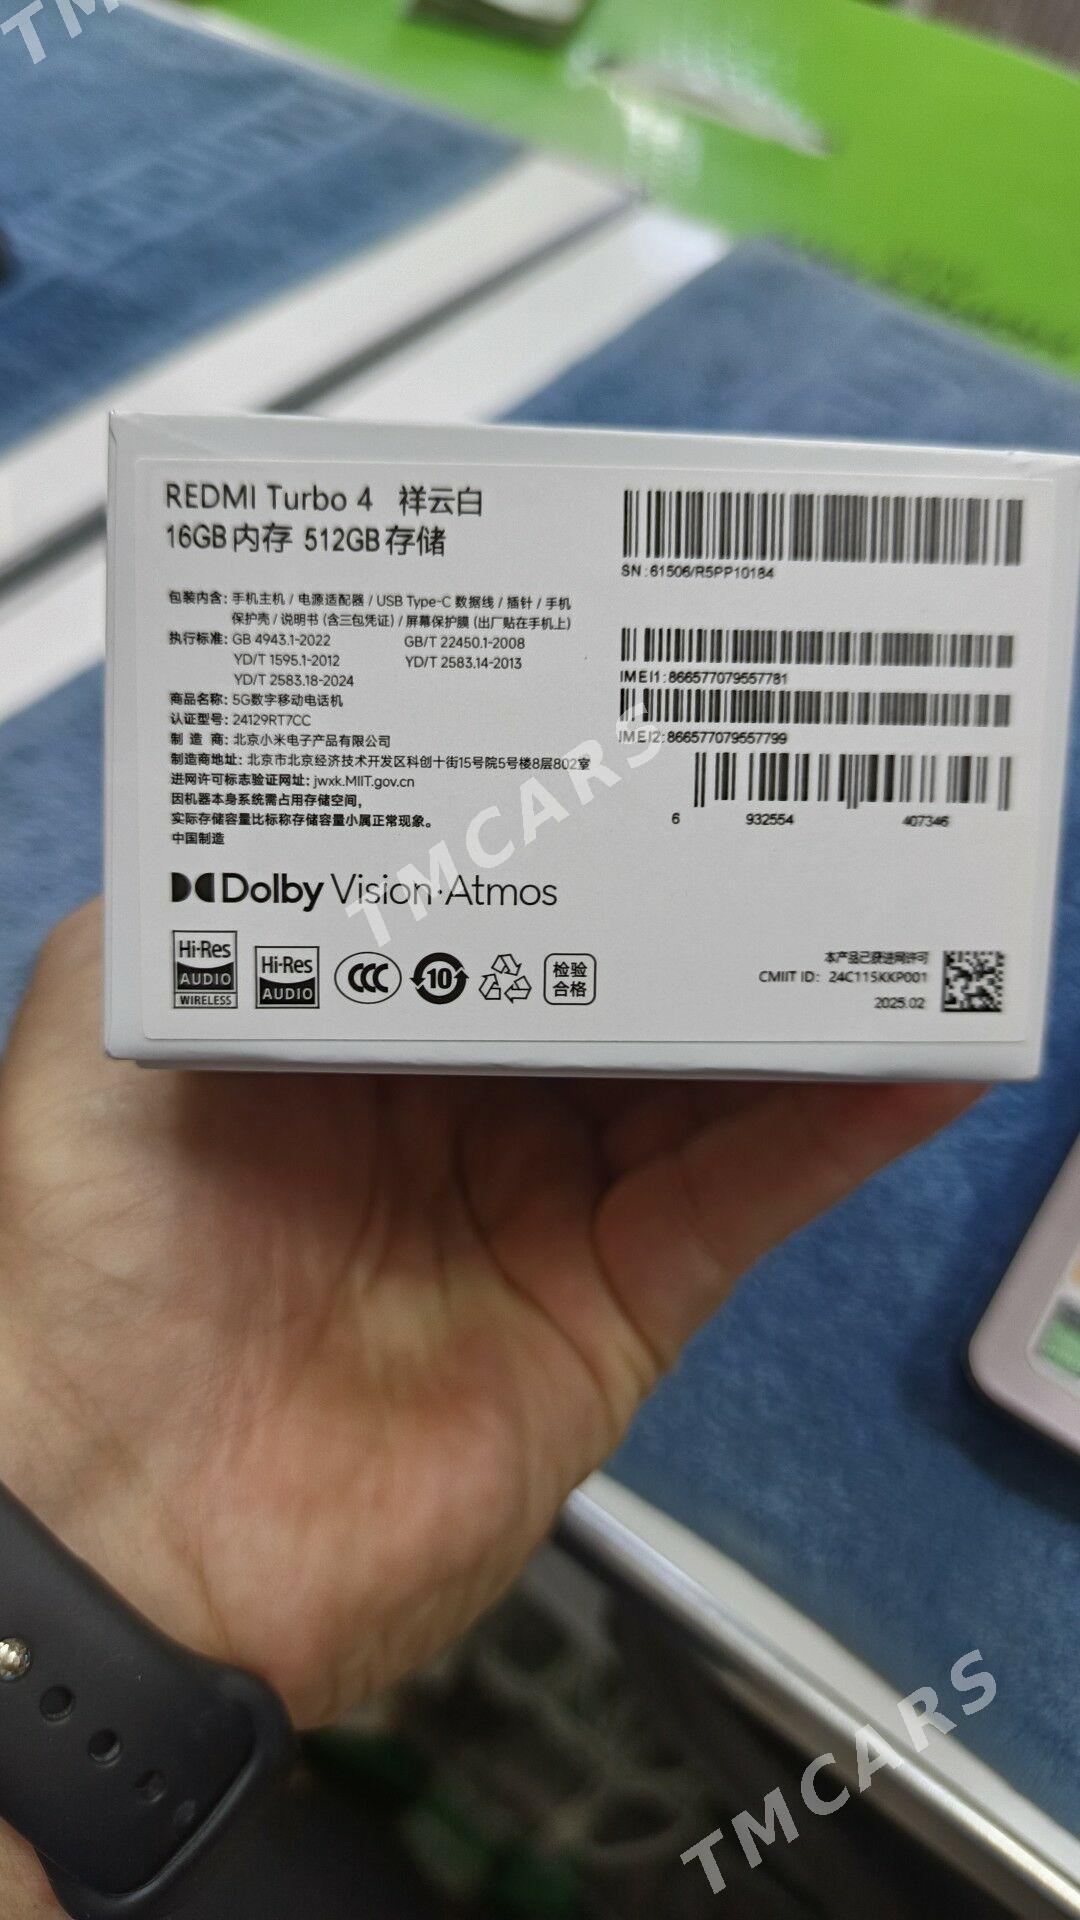 REDMI Turbo 4 祥云白
16GB内存 512GB存储
包装内含: 手机主机 / 电源适配器 / USB Type-C 数据线 / 插针 / 手机
保护壳 / 说明书 (含三包凭证) / 屏幕保护膜 (出厂贴在手机上)
执行标准: GB 4943.1-2022 GB/T 22450.1-2008
YD/T 1595.1-2012 YD/T 2583.14-2013
YD/T 2583.18-2024
商品名称: 5G数字移动电话机
认证型号: 24129RT7CC
制 造 商: 北京小米电子产品有限公司
制造商地址: 北京市北京经济技术开发区科创十街15号院5号楼8层802室
进网许可标志验证网址: jwxk.MIIT.gov.cn
因机器本身系统需占用存储空间，
实际存储容量比标称存储容量小属正常现象。
中国制造
SN:61506/R5PP10184
IMEI1:866577079557781
IMEI2:866577079557799
6 932554 407346
Dolby Vision·Atmos
Hi-Res
AUDIO
WIRELESS
Hi-Res
AUDIO
CCC
10
检验
合格
本产品已获进网许可
CMIIT ID: 24C115KKP001
2025.02
TMCARS
TMCARS
TM